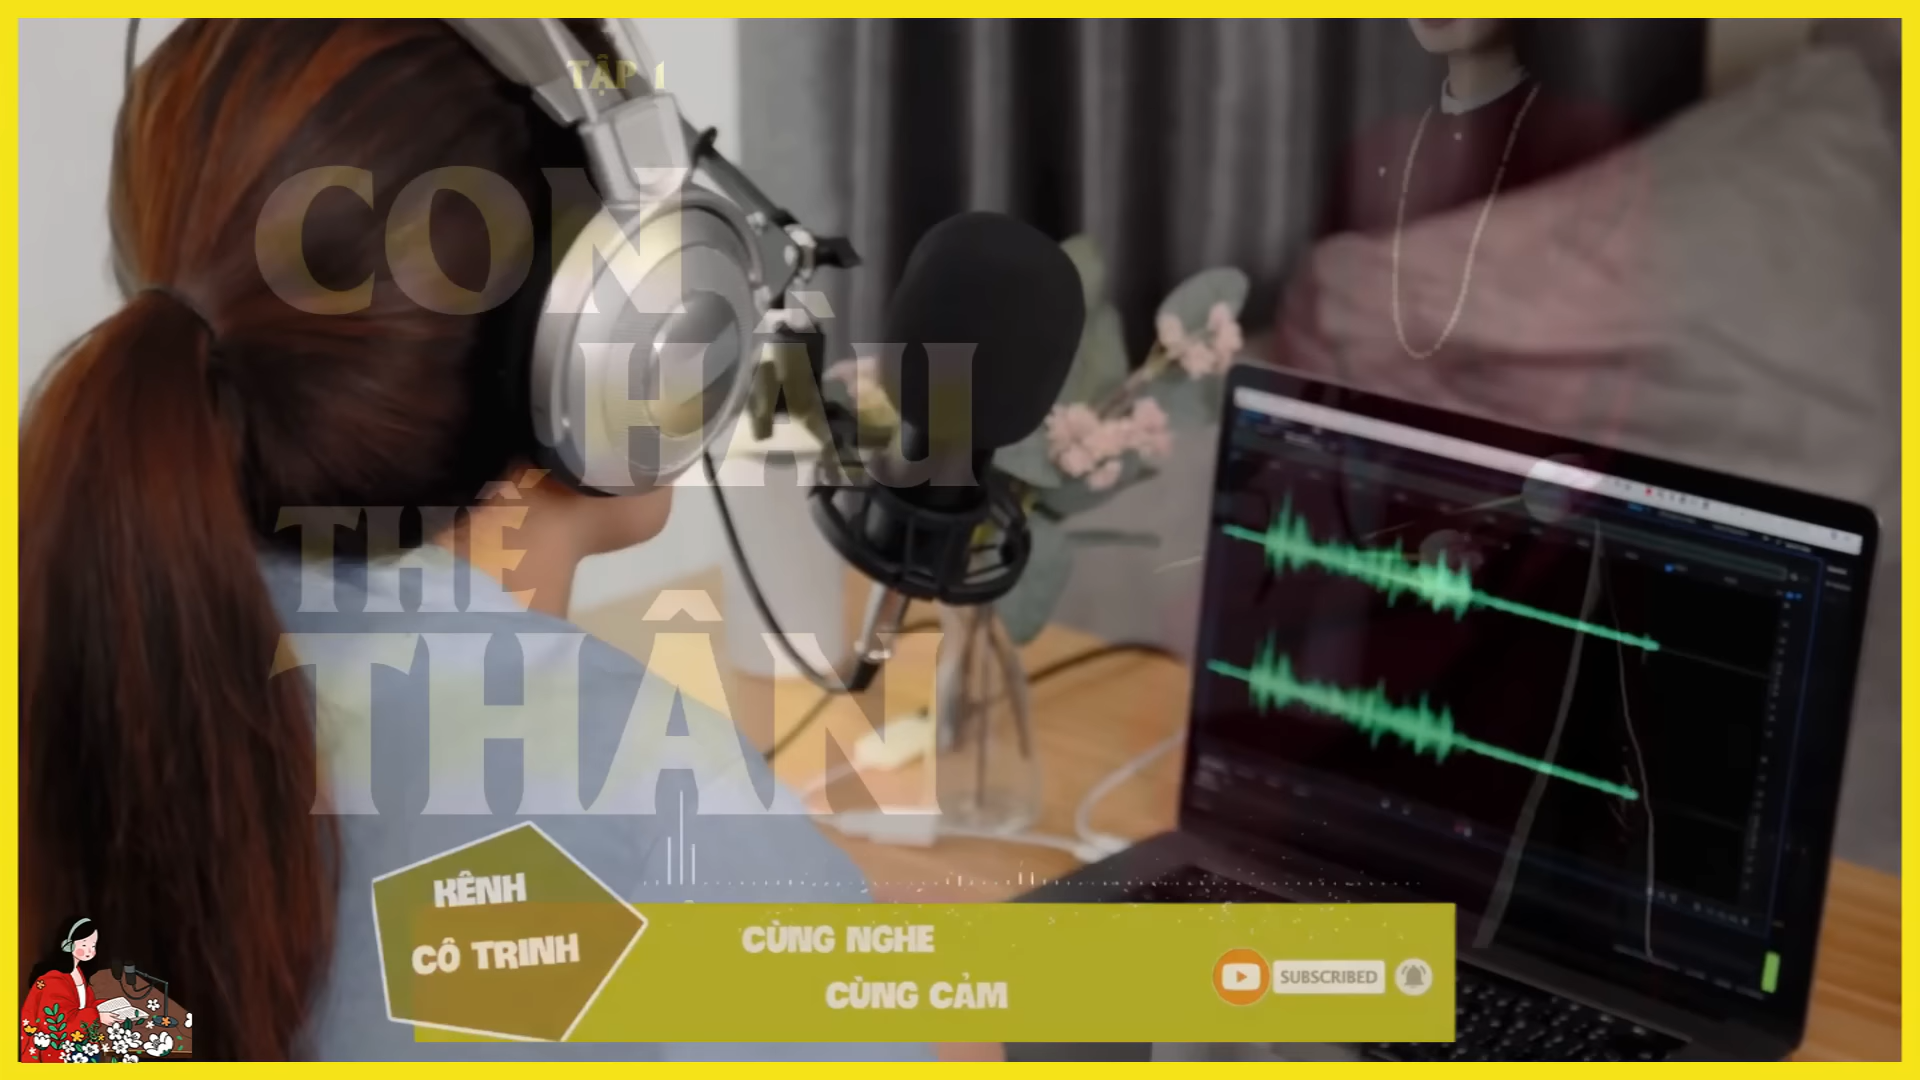 TẬP 1
CON
HẦU
THẾ
THÂN
KÊNH
CÔ TRINH
CÙNG NGHE
CÙNG CẢM
SUBSCRIBED